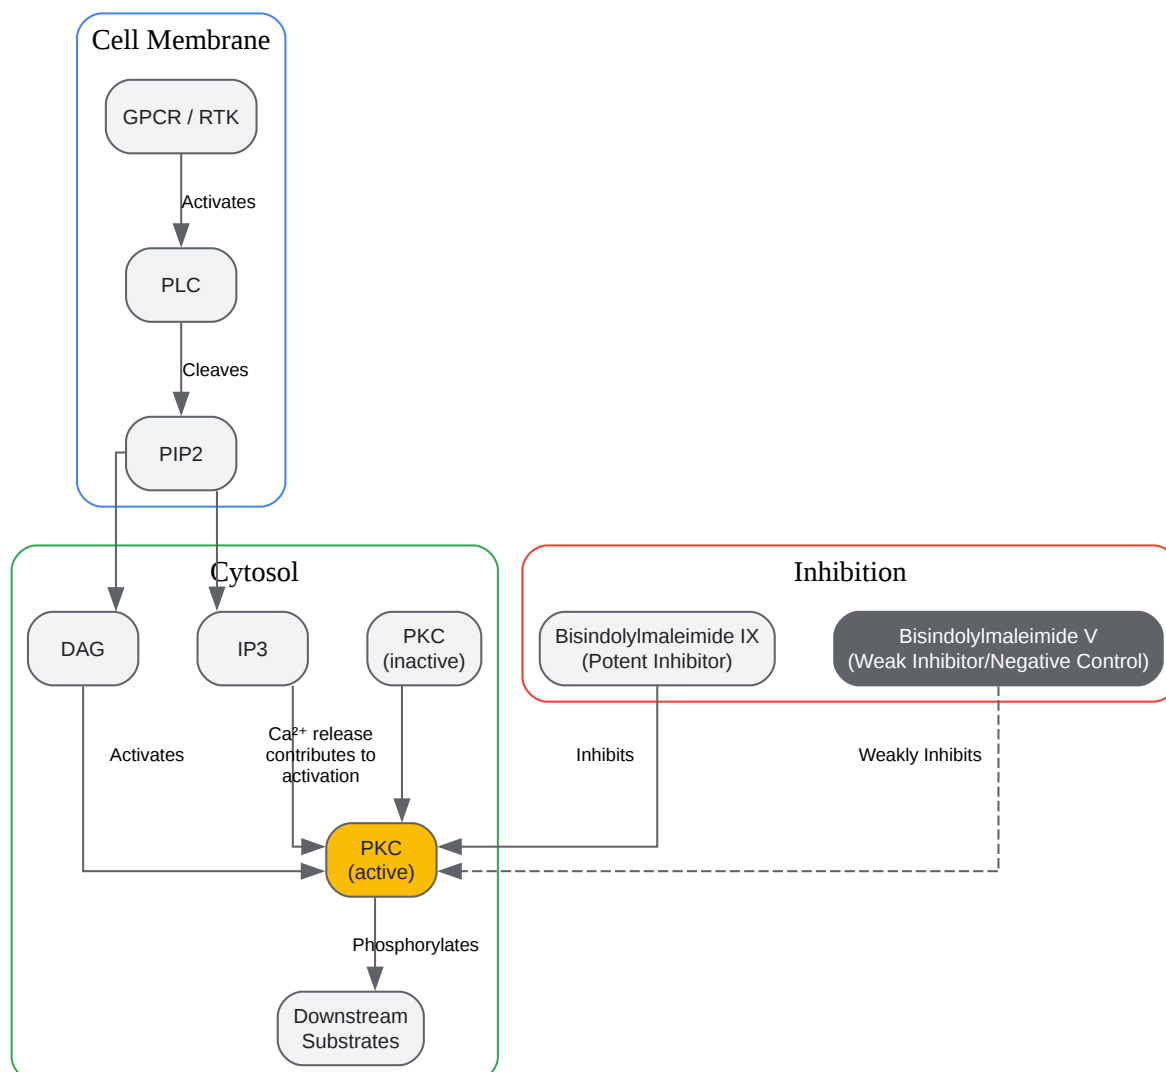 Cell Membrane
GPCR / RTK
Activates
PLC
Cleaves
PIP2
Cytosol
Inhibition
DAG
IP3
PKC
(inactive)
Bisindolylmaleimide IX
(Potent Inhibitor)
Bisindolylmaleimide V
(Weak Inhibitor/Negative Control)
Activates
Ca²⁺ release
contributes to
activation
Inhibits
Weakly Inhibits
PKC
(active)
Phosphorylates
Downstream
Substrates